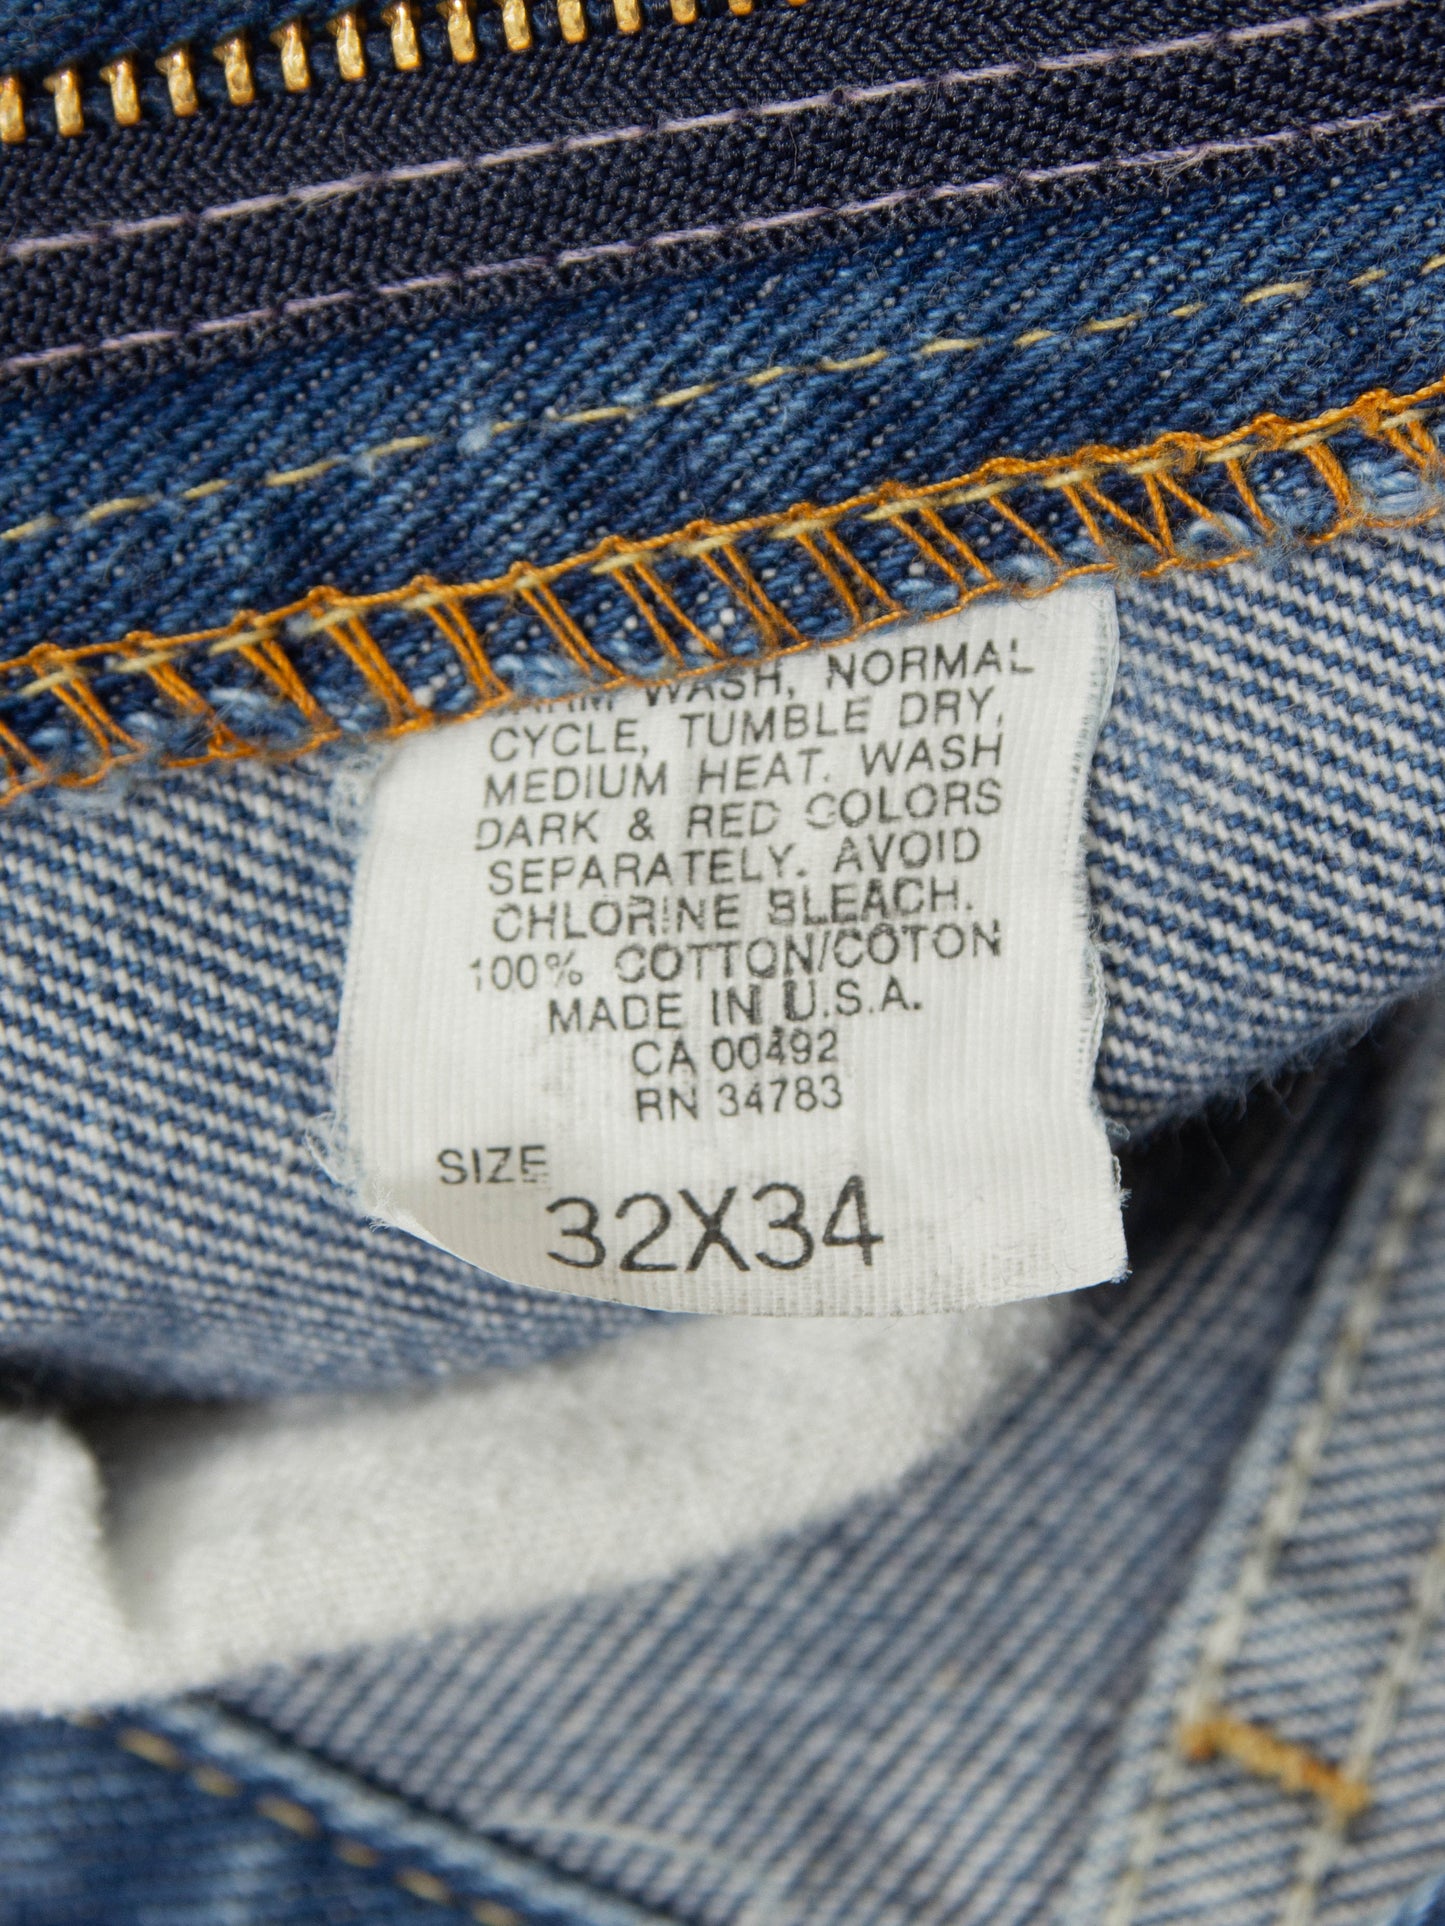 WARM WASH, NORMAL
CYCLE, TUMBLE DRY,
MEDIUM HEAT. WASH
DARK & RED COLORS
SEPARATELY. AVOID
CHLORINE BLEACH.
100% COTTON/COTON
MADE IN U.S.A.
CA 00492
RN 34783
SIZE
32X34